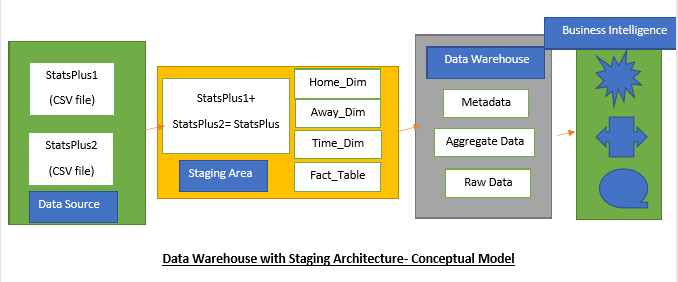 StatsPlus1
(CSV file)
StatsPlus2
(CSV file)
Data Source
StatsPlus1+
StatsPlus2= StatsPlus
Staging Area
Home_Dim
Away_Dim
Time_Dim
Fact_Table
Data Warehouse
Metadata
Aggregate Data
Raw Data
Business Intelligence
Data Warehouse with Staging Architecture- Conceptual Model